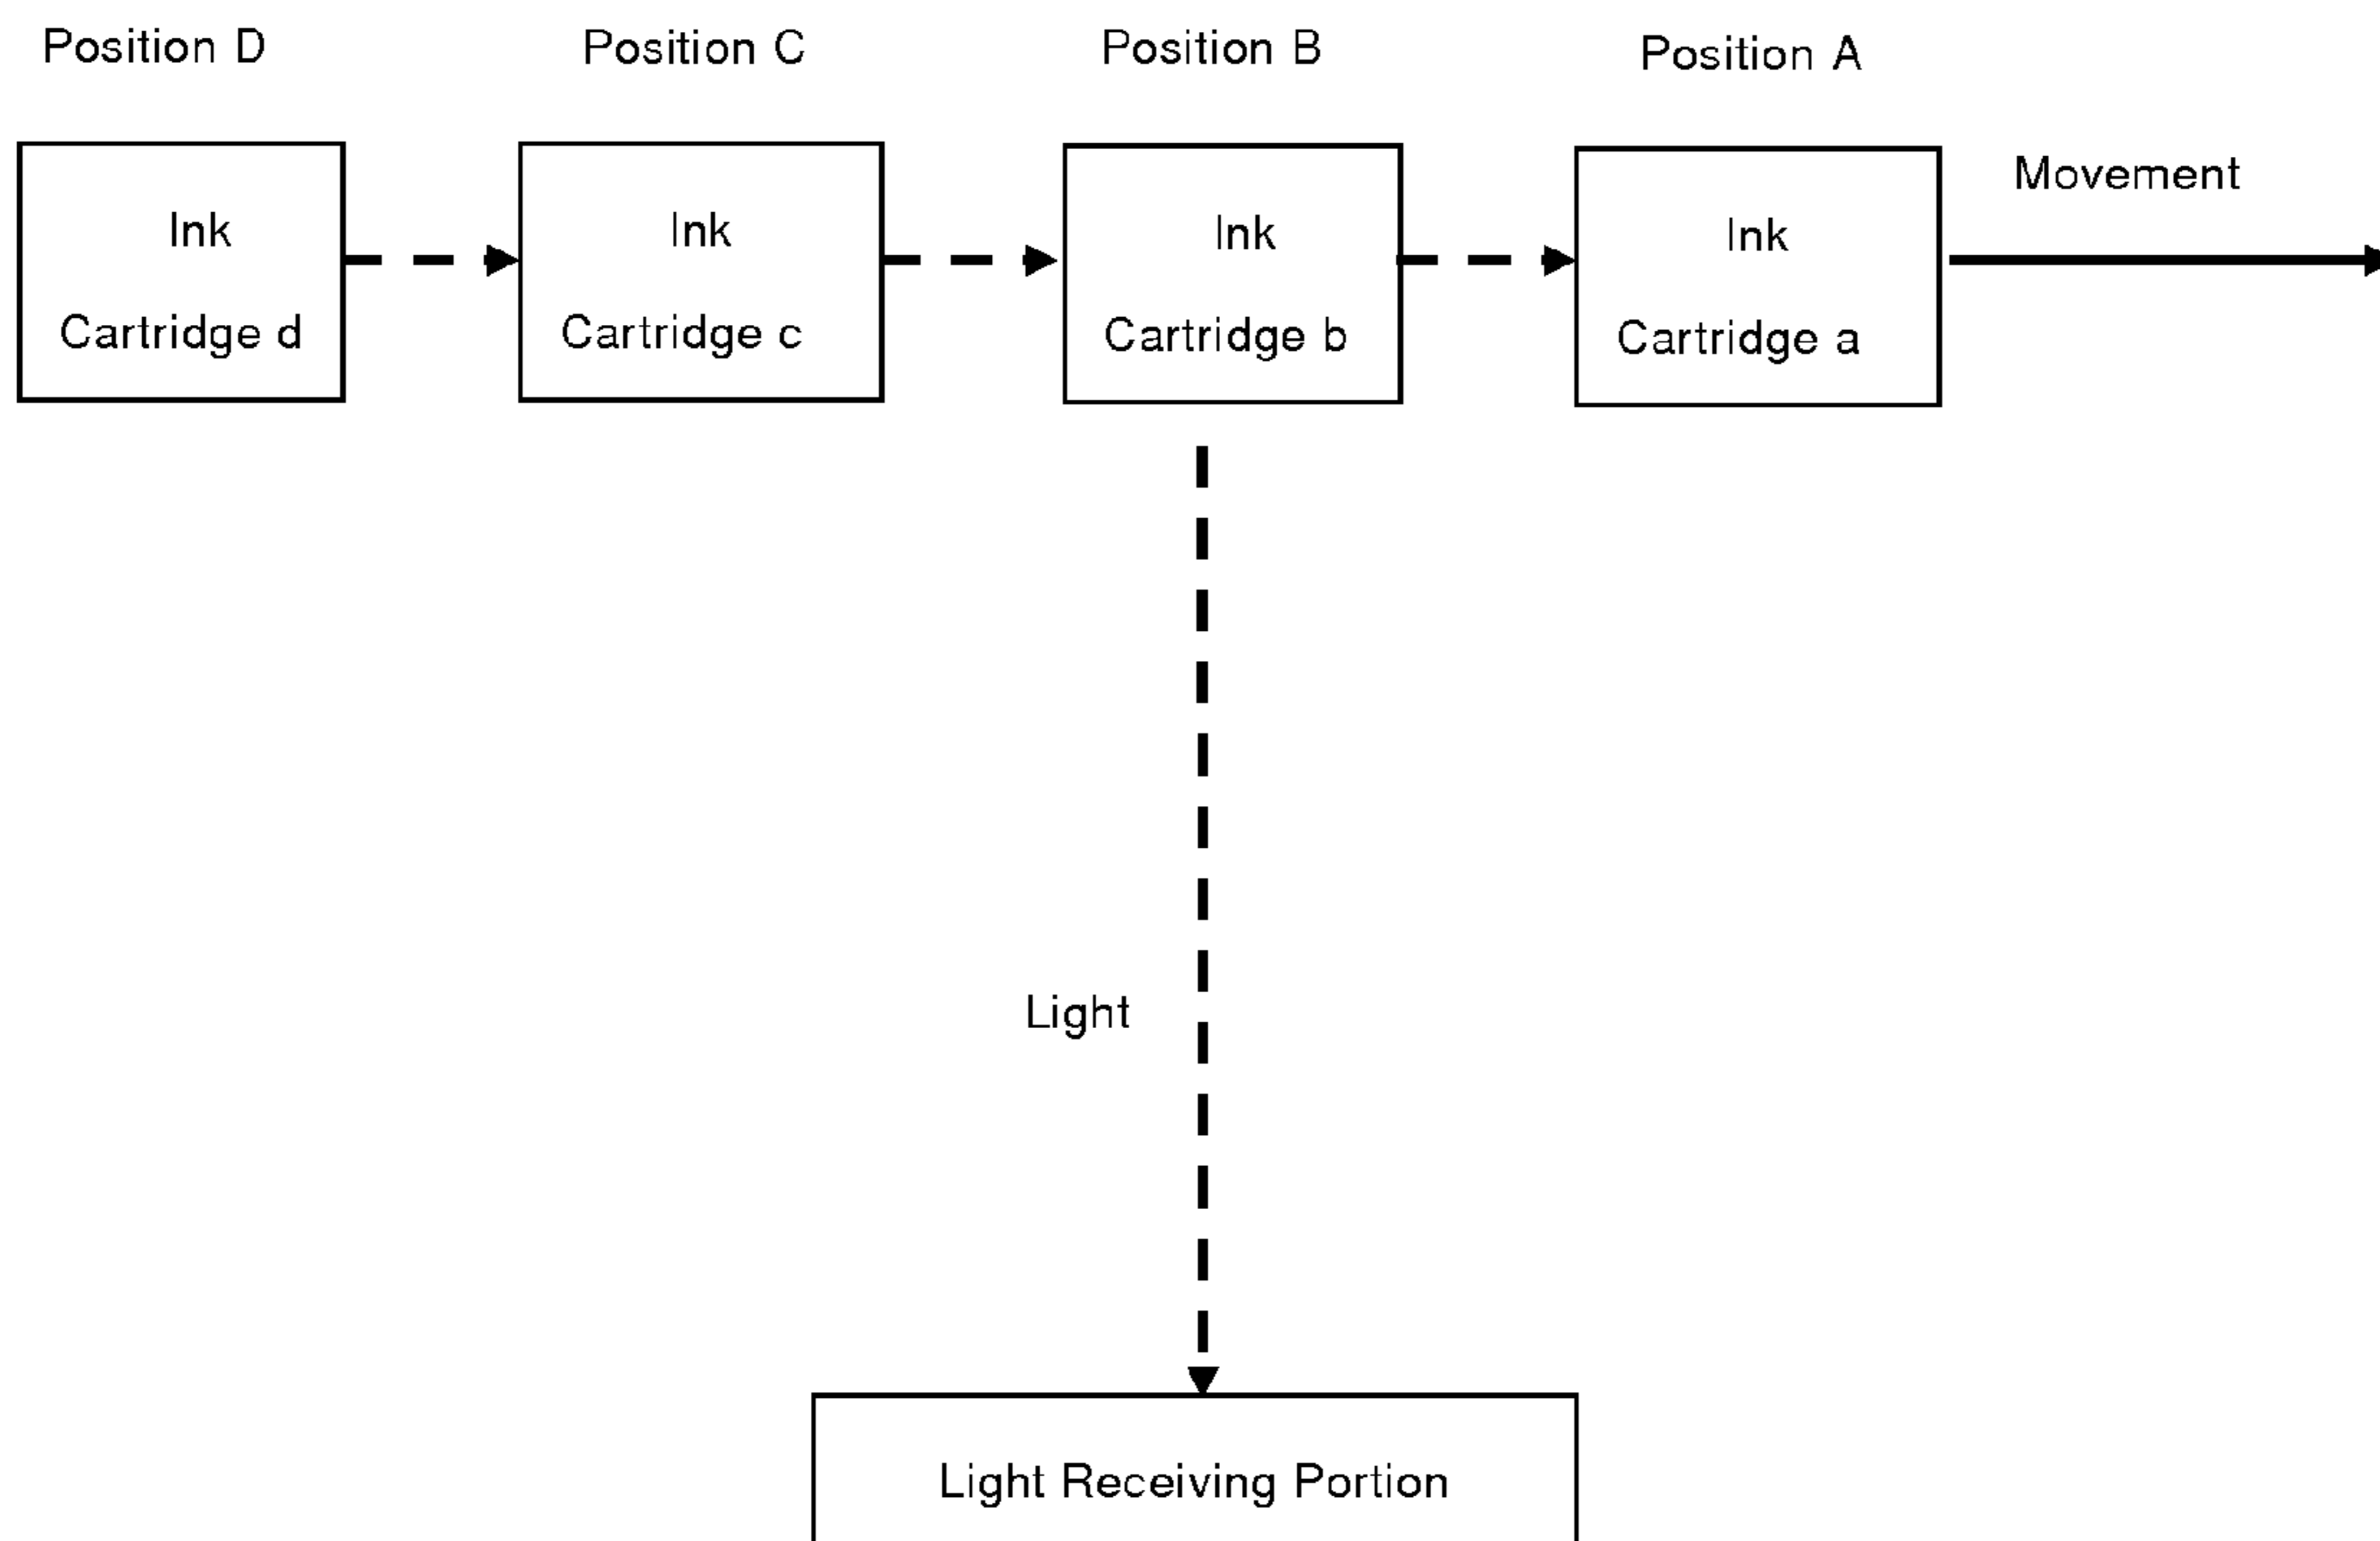 Position D
Position C
Position B
Position A
Ink
Cartridge d
Ink
Cartridge c
Ink
Cartridge b
Ink
Cartridge a
Movement
Light
Light Receiving Portion